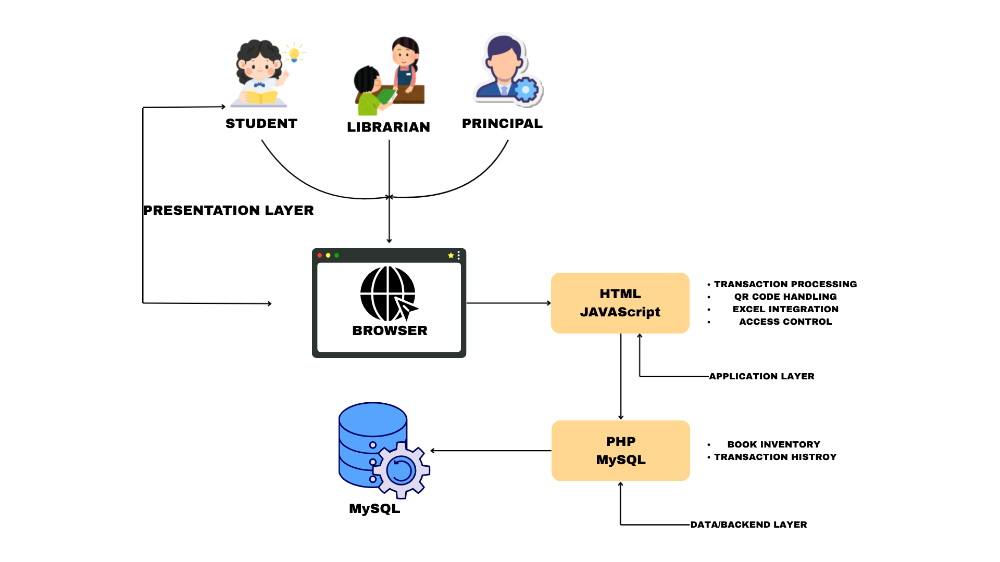 STUDENT
LIBRARIAN
PRINCIPAL
PRESENTATION LAYER
BROWSER
HTML
JAVAScript
• TRANSACTION PROCESSING
• QR CODE HANDLING
• EXCEL INTEGRATION
• ACCESS CONTROL
APPLICATION LAYER
PHP
MySQL
• BOOK INVENTORY
• TRANSACTION HISTROY
MySQL
DATA/BACKEND LAYER